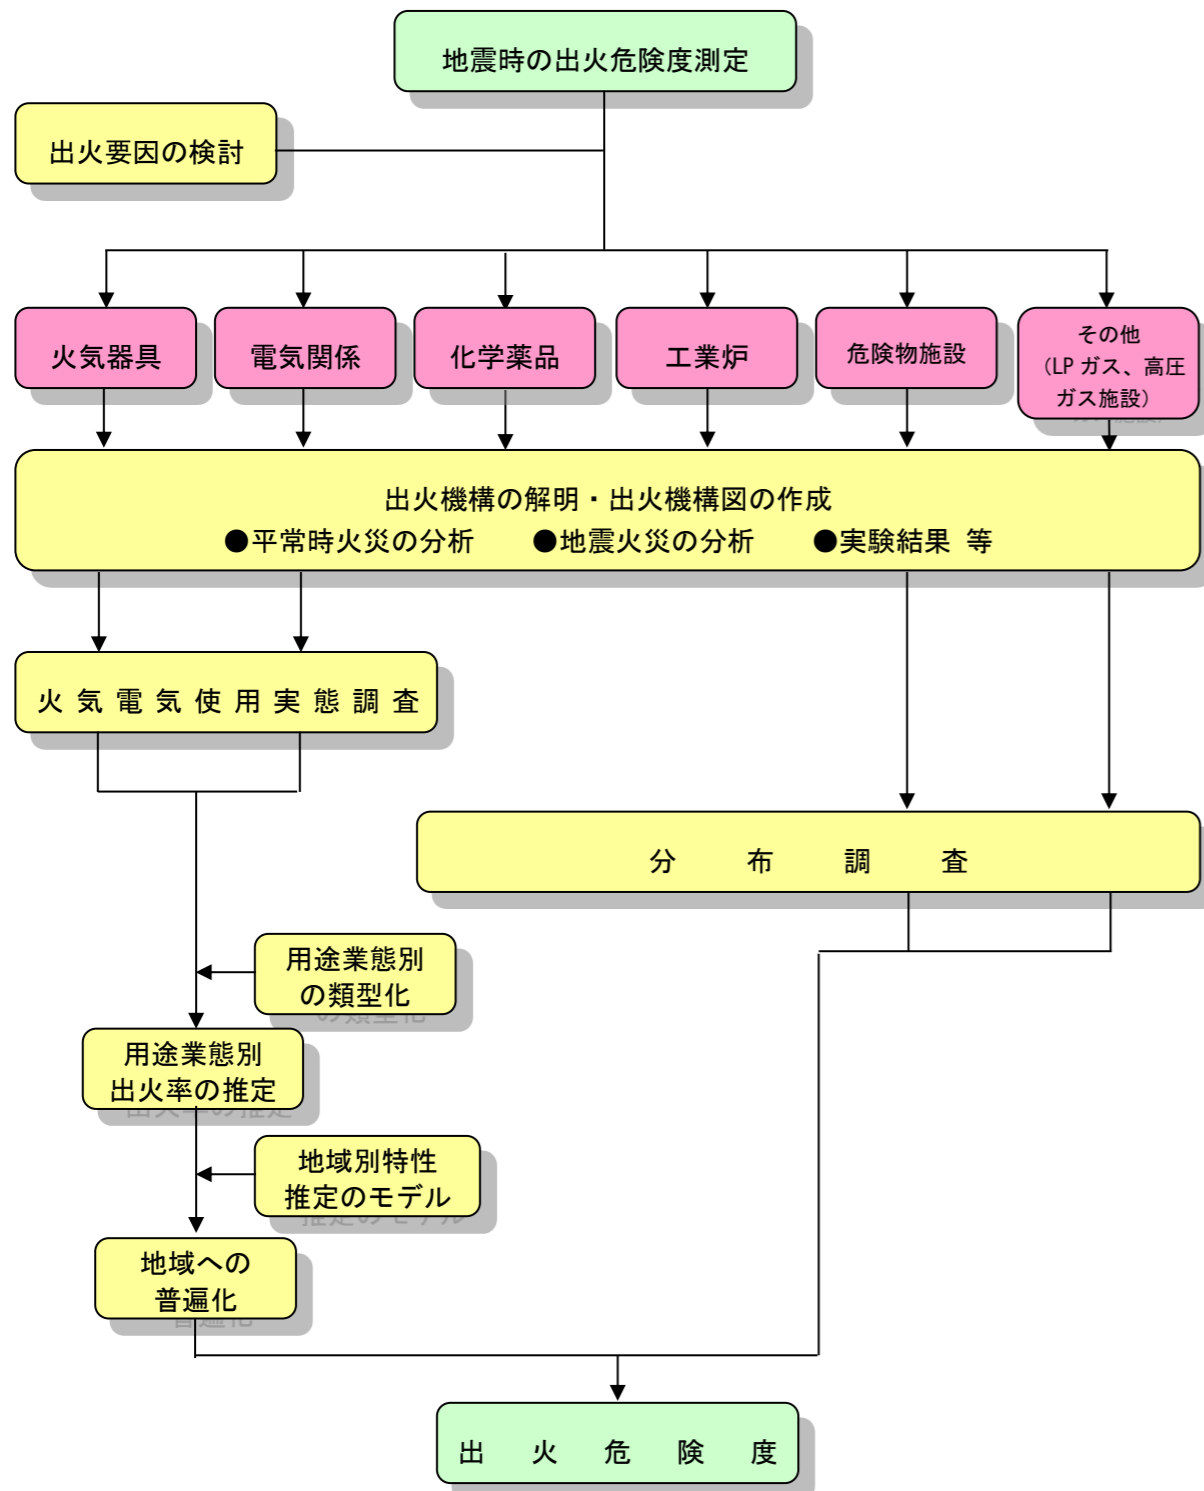 地震時の出火危険度測定
出火要因の検討
火気器具
電気関係
化学薬品
工業炉
危険物施設
その他
（LP ガス、高圧
ガス施設）
出火機構の解明・出火機構図の作成
●平常時火災の分析 ●地震火災の分析 ●実験結果 等
火気電気使用実態調査
分布調査
用途業態別
の類型化
用途業態別
出火率の推定
地域別特性
推定のモデル
地域への
普遍化
出火危険度